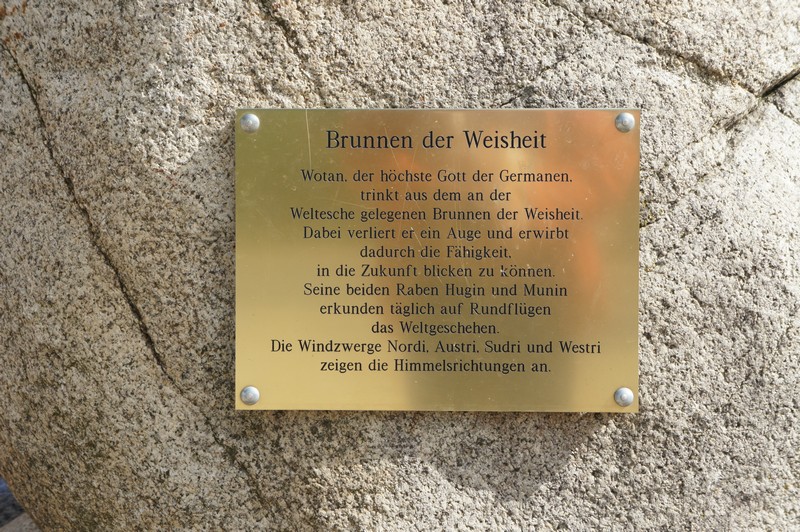 Brunnen der Weisheit
Wotan, der höchste Gott der Germanen,
trinkt aus dem an der
Weltesche gelegenen Brunnen der Weisheit.
Dabei verliert er ein Auge und erwirbt
dadurch die Fähigkeit,
in die Zukunft blicken zu können.
Seine beiden Raben Hugin und Munin
erkunden täglich auf Rundflügen
das Weltgeschehen.
Die Windzwerge Nordi, Austri, Sudri und Westri
zeigen die Himmelsrichtungen an.